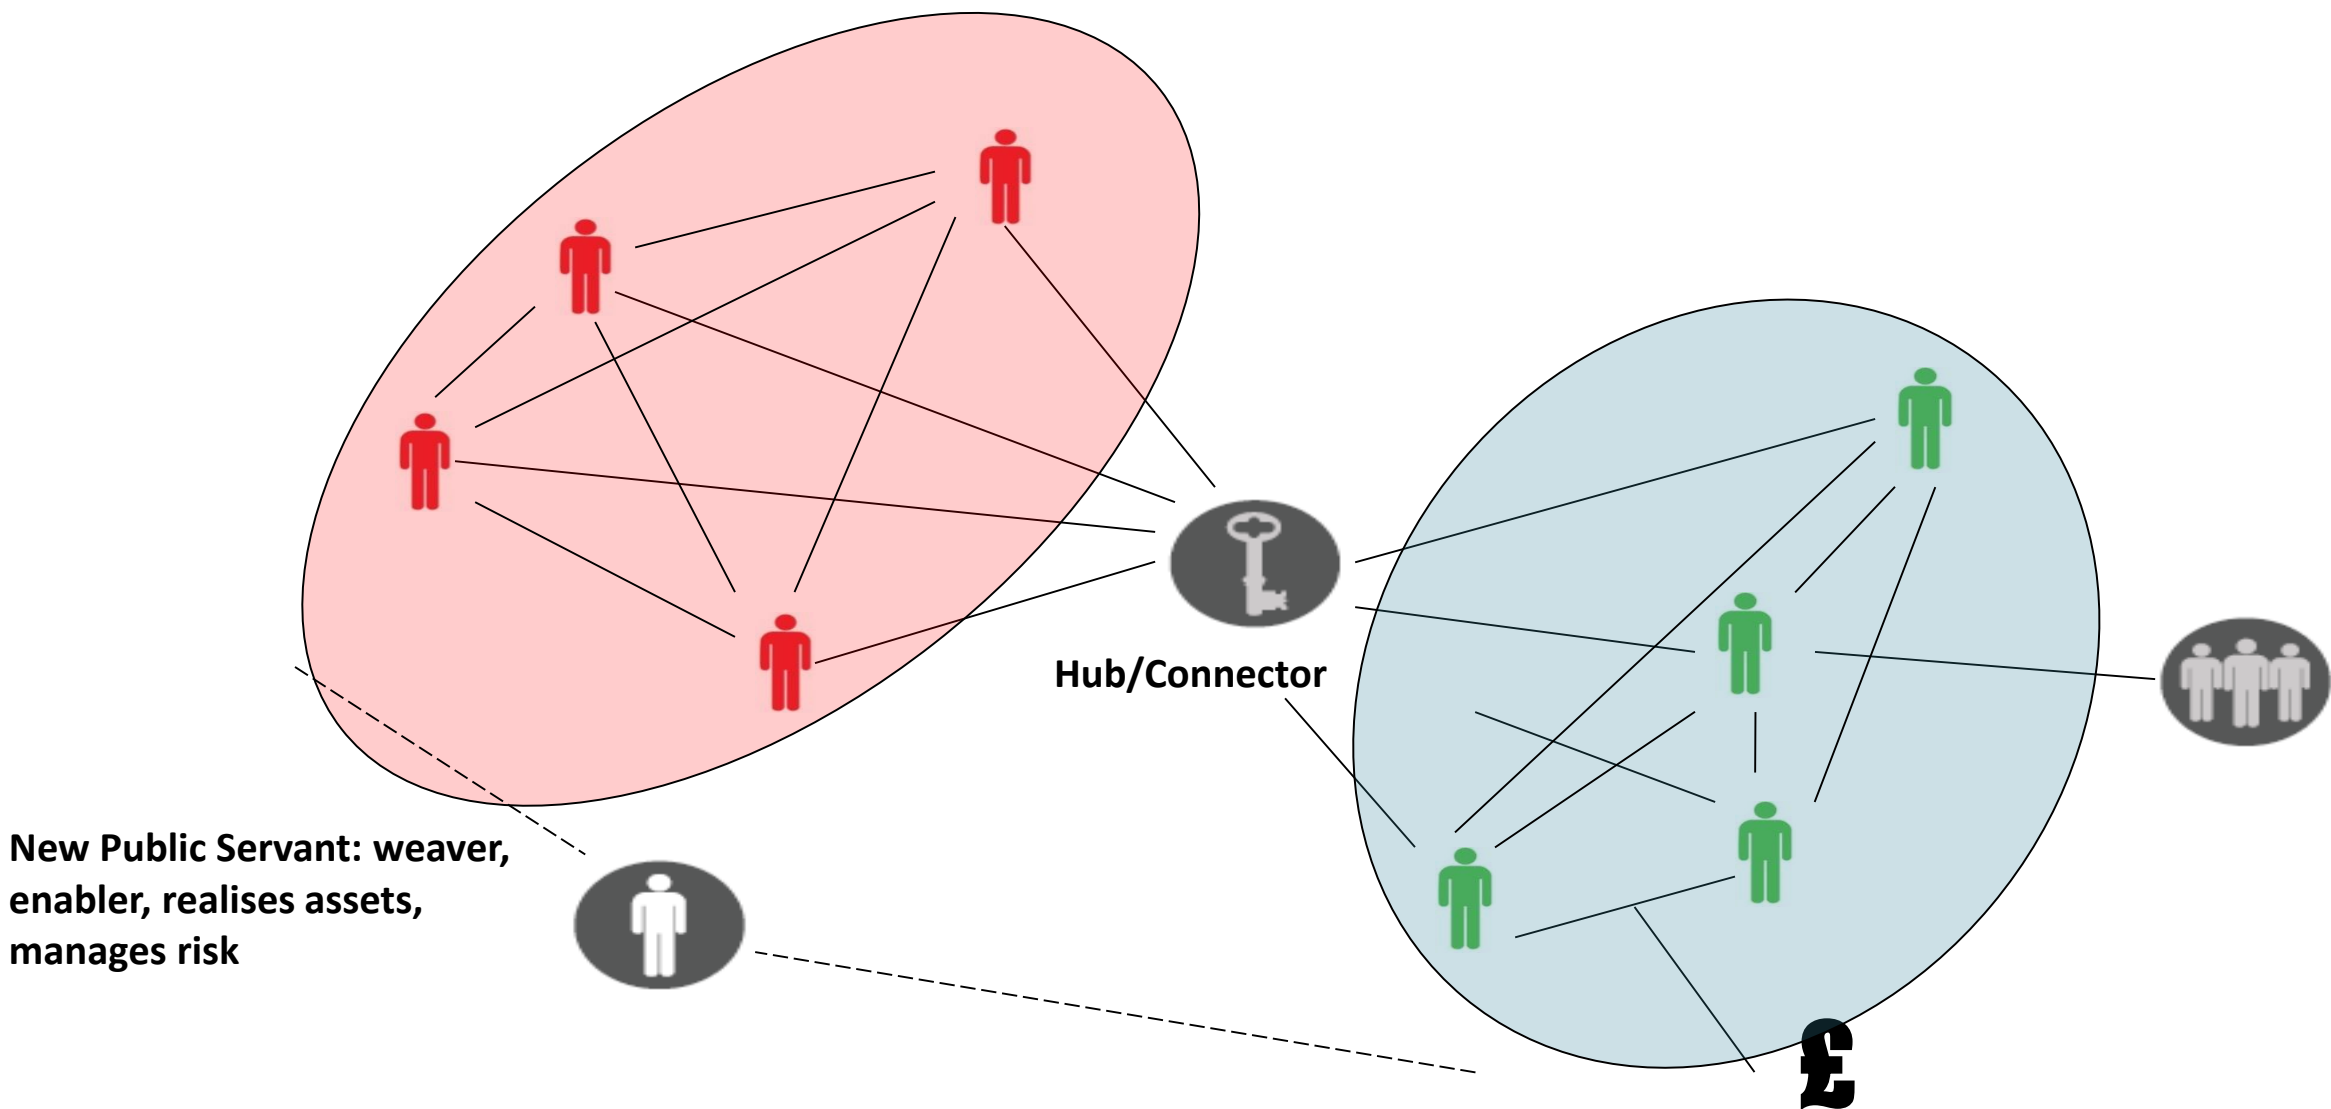 Hub/Connector
New Public Servant: weaver,
enabler, realises assets,
manages risk
£